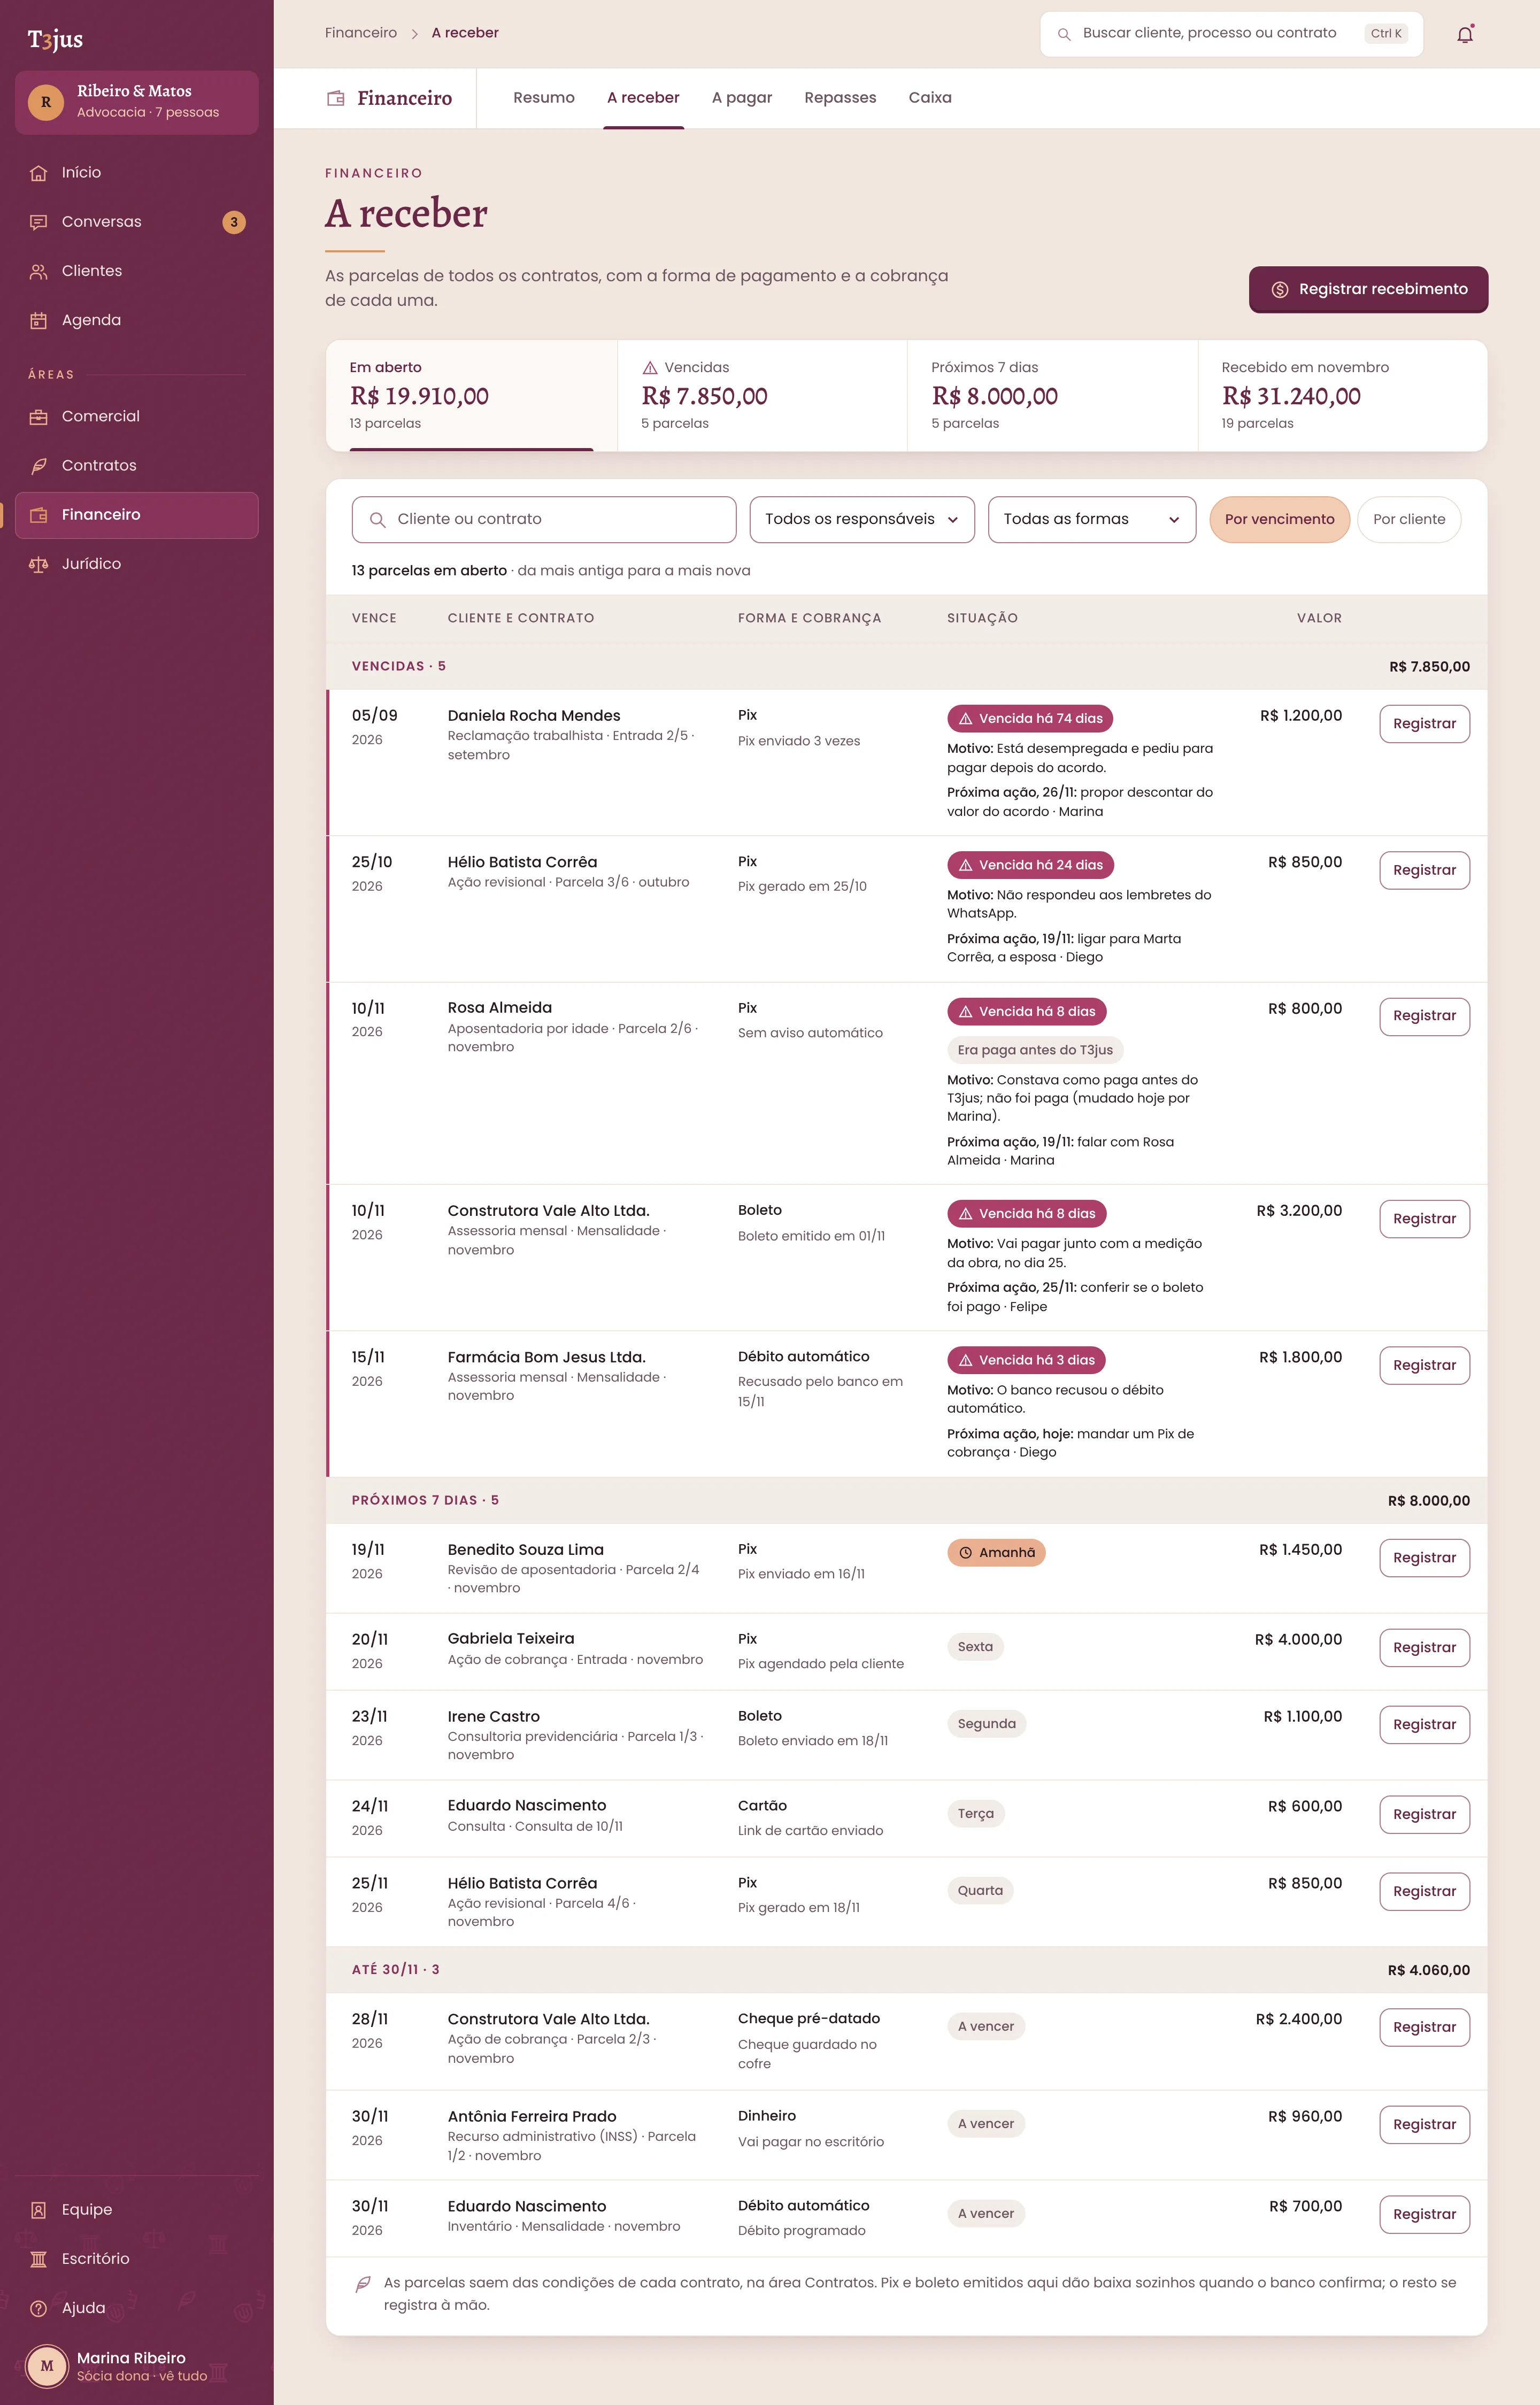 T3jus
R
Ribeiro & Matos
Advocacia · 7 pessoas
Início
Conversas
3
Clientes
Agenda
ÁREAS
Comercial
Contratos
Financeiro
Jurídico
Equipe
Escritório
Ajuda
M
Marina Ribeiro
Sócia dona · vê tudo
Financeiro
A receber
Buscar cliente, processo ou contrato
Ctrl K
Financeiro
Resumo
A receber
A pagar
Repasses
Caixa
FINANCEIRO
A receber
As parcelas de todos os contratos, com a forma de pagamento e a cobrança
de cada uma.
Registrar recebimento
Em aberto
R$ 19.910,00
13 parcelas
Vencidas
R$ 7.850,00
5 parcelas
Próximos 7 dias
R$ 8.000,00
5 parcelas
Recebido em novembro
R$ 31.240,00
19 parcelas
Cliente ou contrato
Todos os responsáveis
Todas as formas
Por vencimento
Por cliente
13 parcelas em aberto · da mais antiga para a mais nova
VENCE
CLIENTE E CONTRATO
FORMA E COBRANÇA
SITUAÇÃO
VALOR
VENCIDAS · 5
R$ 7.850,00
05/09
2026
Daniela Rocha Mendes
Reclamação trabalhista · Entrada 2/5 ·
setembro
Pix
Pix enviado 3 vezes
Vencida há 74 dias
Motivo: Está desempregada e pediu para
pagar depois do acordo.
Próxima ação, 26/11: propor descontar do
valor do acordo · Marina
R$ 1.200,00
Registrar
25/10
2026
Hélio Batista Corrêa
Ação revisional · Parcela 3/6 · outubro
Pix
Pix gerado em 25/10
Vencida há 24 dias
Motivo: Não respondeu aos lembretes do
WhatsApp.
Próxima ação, 19/11: ligar para Marta
Corrêa, a esposa · Diego
R$ 850,00
Registrar
10/11
2026
Rosa Almeida
Aposentadoria por idade · Parcela 2/6 ·
novembro
Pix
Sem aviso automático
Vencida há 8 dias
Era paga antes do T3jus
Motivo: Constava como paga antes do
T3jus; não foi paga (mudado hoje por
Marina).
Próxima ação, 19/11: falar com Rosa
Almeida · Marina
R$ 800,00
Registrar
10/11
2026
Construtora Vale Alto Ltda.
Assessoria mensal · Mensalidade ·
novembro
Boleto
Boleto emitido em 01/11
Vencida há 8 dias
Motivo: Vai pagar junto com a medição
da obra, no dia 25.
Próxima ação, 25/11: conferir se o boleto
foi pago · Felipe
R$ 3.200,00
Registrar
15/11
2026
Farmácia Bom Jesus Ltda.
Assessoria mensal · Mensalidade ·
novembro
Débito automático
Recusado pelo banco em
15/11
Vencida há 3 dias
Motivo: O banco recusou o débito
automático.
Próxima ação, hoje: mandar um Pix de
cobrança · Diego
R$ 1.800,00
Registrar
PRÓXIMOS 7 DIAS · 5
R$ 8.000,00
19/11
2026
Benedito Souza Lima
Revisão de aposentadoria · Parcela 2/4
· novembro
Pix
Pix enviado em 16/11
Amanhã
R$ 1.450,00
Registrar
20/11
2026
Gabriela Teixeira
Ação de cobrança · Entrada · novembro
Pix
Pix agendado pela cliente
Sexta
R$ 4.000,00
Registrar
23/11
2026
Irene Castro
Consultoria previdenciária · Parcela 1/3 ·
novembro
Boleto
Boleto enviado em 18/11
Segunda
R$ 1.100,00
Registrar
24/11
2026
Eduardo Nascimento
Consulta · Consulta de 10/11
Cartão
Link de cartão enviado
Terça
R$ 600,00
Registrar
25/11
2026
Hélio Batista Corrêa
Ação revisional · Parcela 4/6 ·
novembro
Pix
Pix gerado em 18/11
Quarta
R$ 850,00
Registrar
ATÉ 30/11 · 3
R$ 4.060,00
28/11
2026
Construtora Vale Alto Ltda.
Ação de cobrança · Parcela 2/3 ·
novembro
Cheque pré-datado
Cheque guardado no
cofre
A vencer
R$ 2.400,00
Registrar
30/11
2026
Antônia Ferreira Prado
Recurso administrativo (INSS) · Parcela
1/2 · novembro
Dinheiro
Vai pagar no escritório
A vencer
R$ 960,00
Registrar
30/11
2026
Eduardo Nascimento
Inventário · Mensalidade · novembro
Débito automático
Débito programado
A vencer
R$ 700,00
Registrar
As parcelas saem das condições de cada contrato, na área Contratos. Pix e boleto emitidos aqui dão baixa sozinhos quando o banco confirma; o resto se
registra à mão.